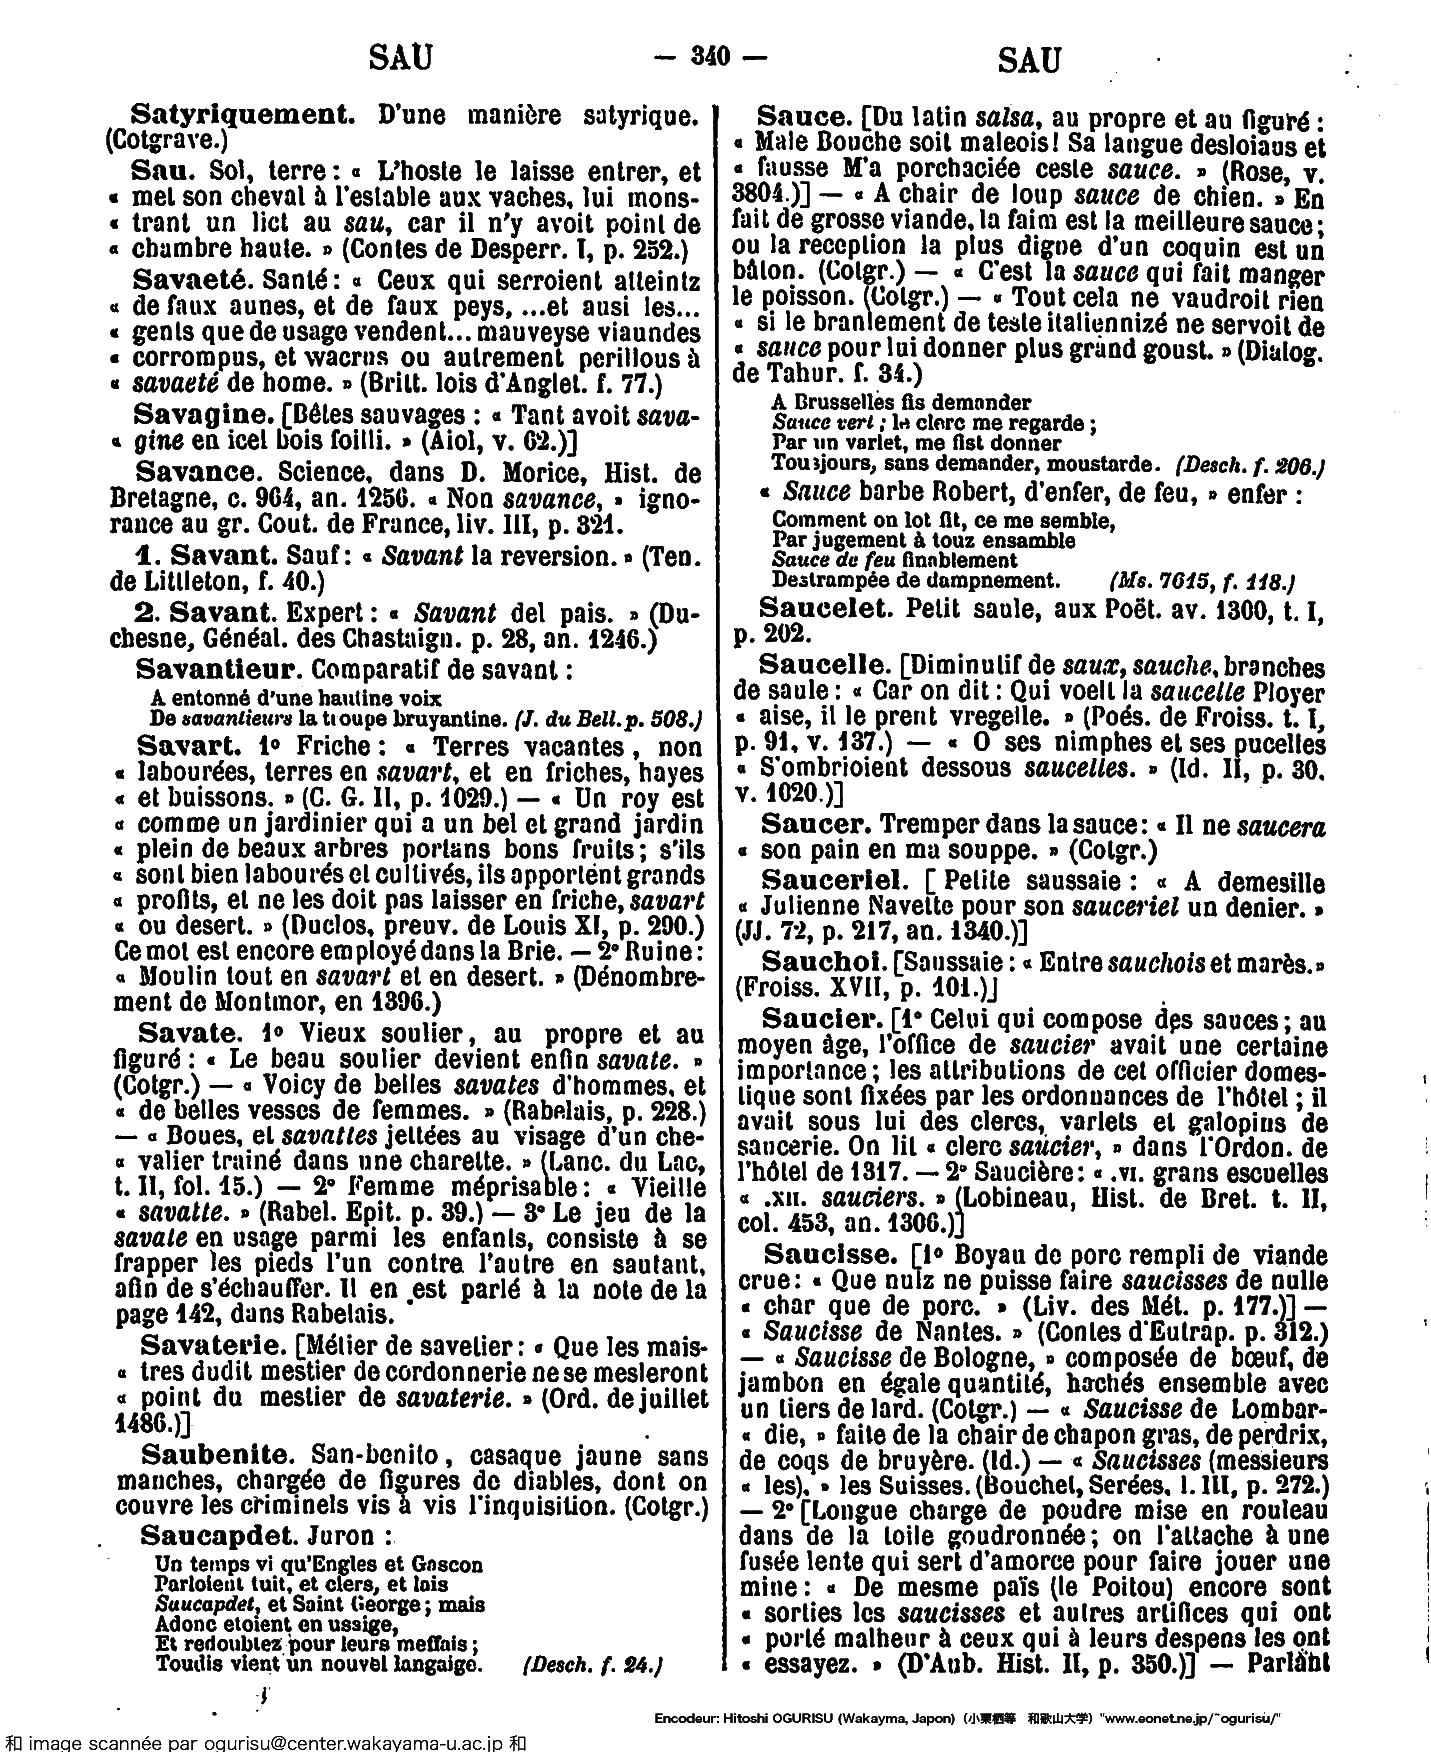 SAU — 340 — SAU
Satyriquement. D'une manière satyrique.
(Cotgrave.)
Sau. Sol, terre : « L'hoste le laisse entrer, et
« met son cheval à l'estable aux vaches, lui mons-
« trant un lict au sau, car il n'y avoit point de
« chambre haute. » (Contes de Desperr. I, p. 252.)
Savaeté. Santé : « Ceux qui serroient atteintz
« de faux aunes, et de faux peys, ...et ausi les...
« gents que de usage vendent... mauveyse viaundes
« corrompus, et wacrus ou autrement perillous à
« savaeté de home. » (Britt. lois d'Anglet. f. 77.)
Savagine. [Bêtes sauvages : « Tant avoit sava-
« gine en icel bois foilli. » (Aiol, v. 62.)]
Savance. Science, dans D. Morice, Hist. de
Bretagne, c. 964, an. 1256. « Non savance, » igno-
rance au gr. Cout. de France, liv. III, p. 321.
1. Savant. Sauf : « Savant la reversion. » (Ten.
de Littleton, f. 40.)
2. Savant. Expert : « Savant del pais. » (Du-
chesne, Généal. des Chastaign. p. 28, an. 1246.)
Savantieur. Comparatif de savant :
A entonné d'une hautine voix
De savantieurs la troupe bruyantine. (J. du Bell. p. 508.)
Savart. 1º Friche : « Terres vacantes, non
« labourées, terres en savart, et en friches, hayes
« et buissons. » (C. G. II, p. 1029.) — « Un roy est
« comme un jardinier qui a un bel et grand jardin
« plein de beaux arbres portans bons fruits ; s'ils
« sont bien labourés et cultivés, ils apportent grands
« profits, et ne les doit pas laisser en friche, savart
« ou desert. » (Duclos, preuv. de Louis XI, p. 290.)
Ce mot est encore employé dans la Brie. — 2º Ruine :
« Moulin tout en savart et en desert. » (Dénombre-
ment de Montmor, en 1396.)
Savate. 1º Vieux soulier, au propre et au
figuré : « Le beau soulier devient enfin savate. »
(Cotgr.) — « Voicy de belles savates d'hommes, et
« de belles vesses de femmes. » (Rabelais, p. 228.)
— « Boues, et savattes jettées au visage d'un che-
« valier trainé dans une charette. » (Lanc. du Lac,
t. II, fol. 15.) — 2º Femme méprisable : « Vieille
« savatte. » (Rabel. Epit. p. 39.) — 3º Le jeu de la
savate en usage parmi les enfants, consiste à se
frapper les pieds l'un contre l'autre en sautant,
afin de s'échauffer. Il en est parlé à la note de la
page 142, dans Rabelais.
Savaterie. [Métier de savetier : « Que les mais-
« tres dudit mestier de cordonnerie ne se mesleront
« point du mestier de savaterie. » (Ord. de juillet
1486.)]
Saubenite. San-benito, casaque jaune sans
manches, chargée de figures de diables, dont on
couvre les criminels vis à vis l'inquisition. (Cotgr.)
Saucapdet. Juron :
Un temps vi qu'Engles et Gascon
Parloient tuit, et clers, et lais
Saucapdet, et Saint George ; mais
Adonc etoient en usaige,
Et redoublez pour leurs meffais ;
Toudis vient un nouvel langaige. (Desch. f. 24.)
Sauce. [Du latin salsa, au propre et au figuré :
« Male Bouche soit maleois! Sa langue desloiaus et
« fausse M'a porchaciée ceste sauce. » (Rose, v.
3804.)] — « A chair de loup sauce de chien. » En
fait de grosse viande, la faim est la meilleure sauce ;
ou la reception la plus digne d'un coquin est un
bâton. (Cotgr.) — « C'est la sauce qui fait manger
le poisson. (Cotgr.) — « Tout cela ne vaudroit rien
« si le branlement de teste italiennizé ne servoit de
« sauce pour lui donner plus grand goust. » (Dialog.
de Tahur. f. 34.)
A Brusselles fis demander
Sauce vert ; le clerc me regarde ;
Par un varlet, me fist donner
Tousjours, sans demander, moustarde. (Desch. f. 206.)
« Sauce barbe Robert, d'enfer, de feu, » enfer :
Comment on lot fit, ce me semble,
Par jugement à touz ensamble
Sauce de feu finablement
Destrampée de dampnement. (Ms. 7615, f. 118.)
Saucelet. Petit saule, aux Poët. av. 1300, t. I,
p. 202.
Saucelle. [Diminutif de saux, sauche, branches
de saule : « Car on dit : Qui voelt la saucelle Ployer
« aise, il le prent vregelle. » (Poés. de Froiss. t. I,
p. 91, v. 137.) — « O ses nimphes et ses pucelles
« S'ombrioient dessous saucelles. » (Id. II, p. 30,
v. 1020.)]
Saucer. Tremper dans la sauce : « Il ne saucera
« son pain en ma souppe. » (Cotgr.)
Sauceriel. [ Petite saussaie : « A demesille
« Julienne Navette pour son sauceriel un denier. »
(JJ. 72, p. 217, an. 1340.)]
Sauchoi. [Saussaie : « Entre sauchois et marès. »
(Froiss. XVII, p. 101.)]
Saucier. [1º Celui qui compose des sauces ; au
moyen âge, l'office de saucier avait une certaine
importance ; les attributions de cet officier domes-
tique sont fixées par les ordonnances de l'hôtel ; il
avait sous lui des clercs, varlets et galopins de
saucerie. On lit « clerc saucier, » dans l'Ordon. de
l'hôtel de 1317. — 2º Saucière : « .VI. grans escuelles
« .XII. sauciers. » (Lobineau, Hist. de Bret. t. II,
col. 453, an. 1306.)]
Saucisse. [1º Boyau de porc rempli de viande
crue : « Que nulz ne puisse faire saucisses de nulle
« char que de porc. » (Liv. des Mét. p. 177.)] —
« Saucisse de Nantes. » (Contes d'Eutrap. p. 312.)
— « Saucisse de Bologne, » composée de bœuf, de
jambon en égale quantité, hachés ensemble avec
un tiers de lard. (Cotgr.) — « Saucisse de Lombar-
« die, » faite de la chair de chapon gras, de perdrix,
de coqs de bruyère. (Id.) — « Saucisses (messieurs
« les), » les Suisses. (Bouchet, Serées, l. III, p. 272.)
— 2º [Longue charge de poudre mise en rouleau
dans de la toile goudronnée ; on l'attache à une
fusée lente qui sert d'amorce pour faire jouer une
mine : « De mesme païs (le Poitou) encore sont
« sorties les saucisses et autres artifices qui ont
« porté malheur à ceux qui à leurs despens les ont
« essayez. » (D'Aub. Hist. II, p. 350.)] — Parlant
Encodeur: Hitoshi OGURISU (Wakayma, Japon) (小栗栖等 和歌山大学) "www.eonet.ne.jp/~ogurisu/"
和 image scannée par ogurisu@center.wakayama-u.ac.jp 和